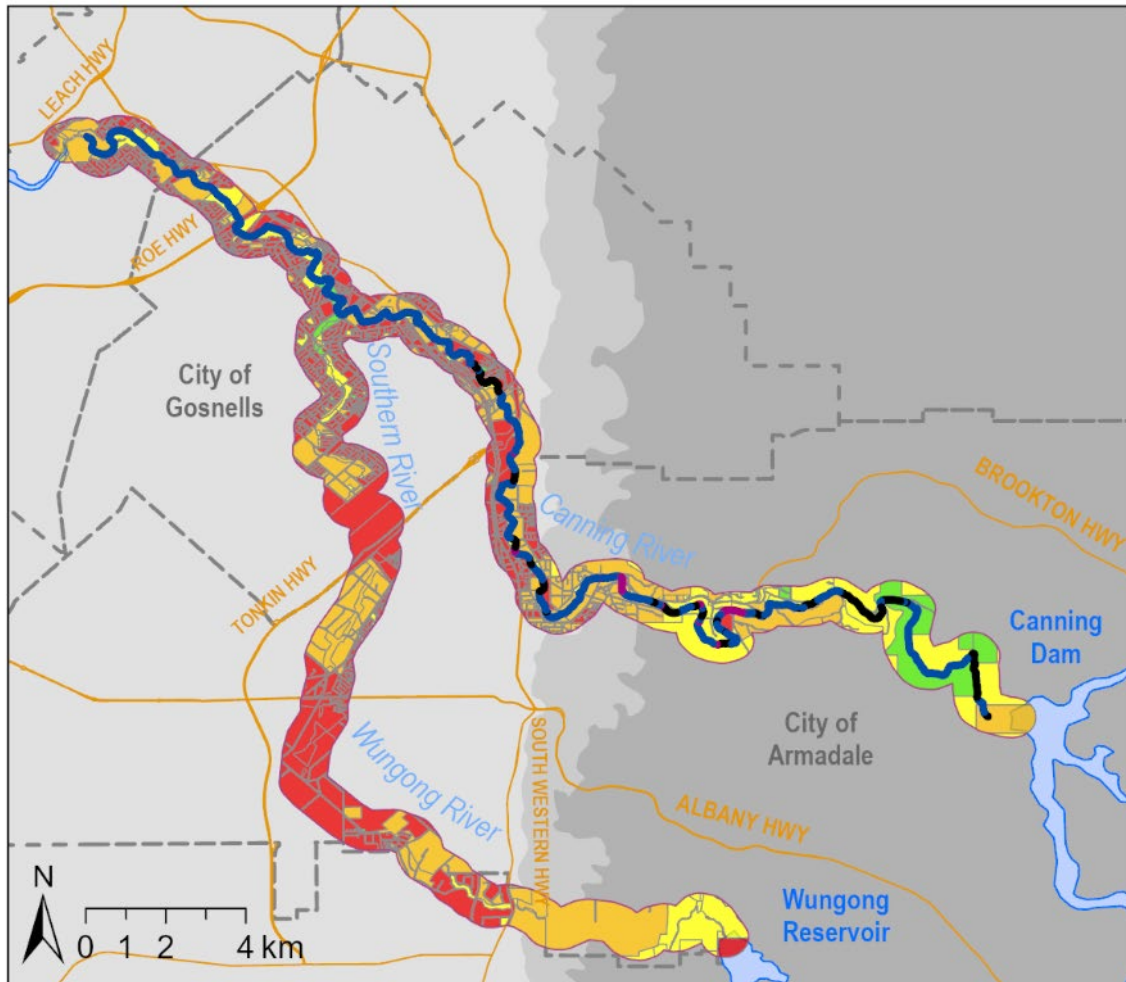 LEACH HWY
ROE HWY
City of
Gosnells
Southern River
Canning River
BROOKTON HWY
TONKIN HWY
Canning
Dam
City of
Armadale
Wungong River
SOUTH WESTERN HWY
ALBANY HWY
Wungong
Reservoir
N
0 1 2 4 km